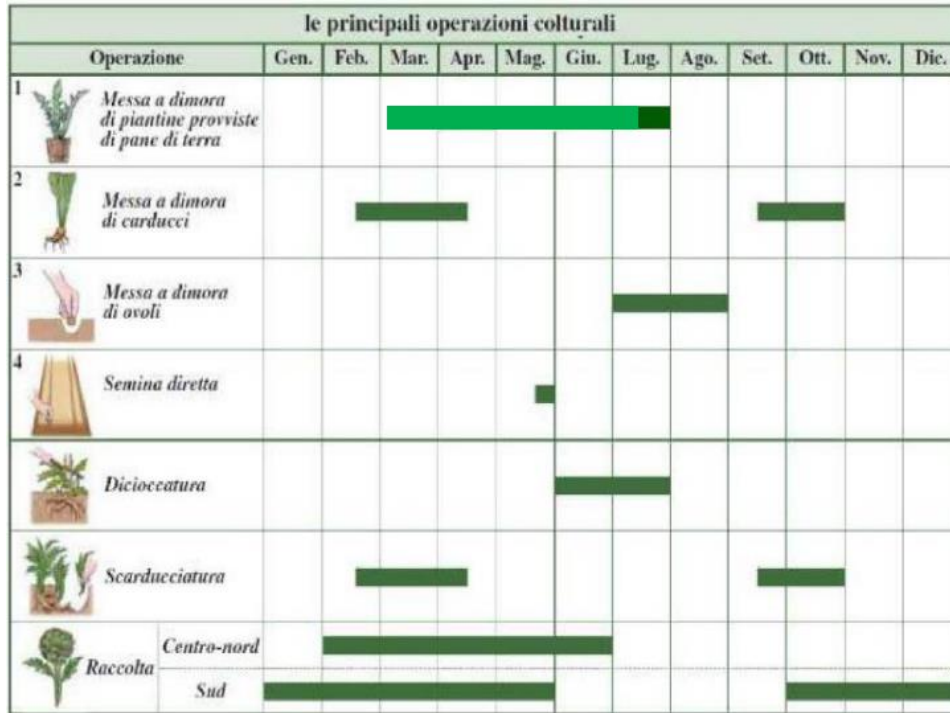 le principali operazioni colturali
Operazione Gen. Feb. Mar. Apr. Mag. Giu. Lug. Ago. Set. Ott. Nov. Dic.
1
Messa a dimora
di piantine provviste
di pane di terra
2
Messa a dimora
di carducci
3
Messa a dimora
di ovoli
4
Semina diretta
Dicioccatura
Scarducciatura
Raccolta
Centro-nord
Sud